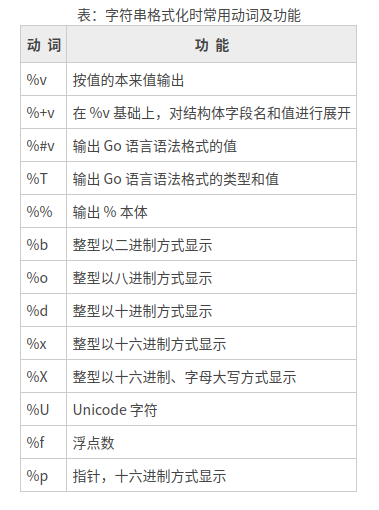 表：字符串格式化时常用动词及功能
动 词 功 能
%v 按值的本来值输出
%+v 在 %v 基础上，对结构体字段名和值进行展开
%#v 输出 Go 语言语法格式的值
%T 输出 Go 语言语法格式的类型和值
%% 输出 % 本体
%b 整型以二进制方式显示
%o 整型以八进制方式显示
%d 整型以十进制方式显示
%x 整型以十六进制方式显示
%X 整型以十六进制、字母大写方式显示
%U Unicode 字符
%f 浮点数
%p 指针，十六进制方式显示